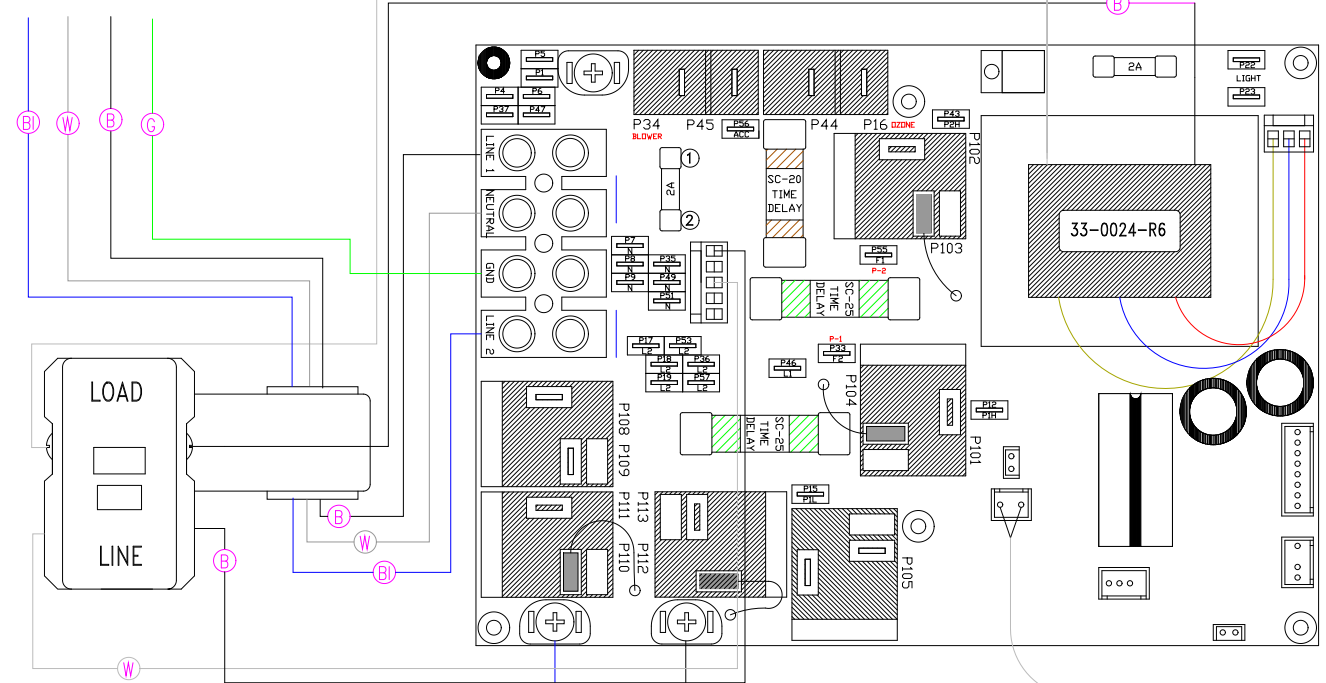 B
P5
P1
P4
P6
P37
P47
P34
BLOWER
P45
P56
ACC
P44
P16
OZONE
P43
P2H
2A
P22
LIGHT
P23
Bl
W
B
G
LINE 1
NEUTRAL
GND
LINE 2
1
2A
2
SC-20
TIME
DELAY
P102
P103
33-0024-R6
P7
N
P8
N
P35
N
P9
N
P49
N
P51
N
P55
F1
P-2
SC-25
TIME
DELAY
P17
L2
P53
L2
P18
L2
P36
L2
P19
L2
P57
L2
P-1
P33
F2
P46
L1
P104
P101
P12
P1H
LOAD
LINE
P108
P109
SC-25
TIME
DELAY
P15
P1L
B
W
Bl
B
P111
P110
P113
P112
P105
W